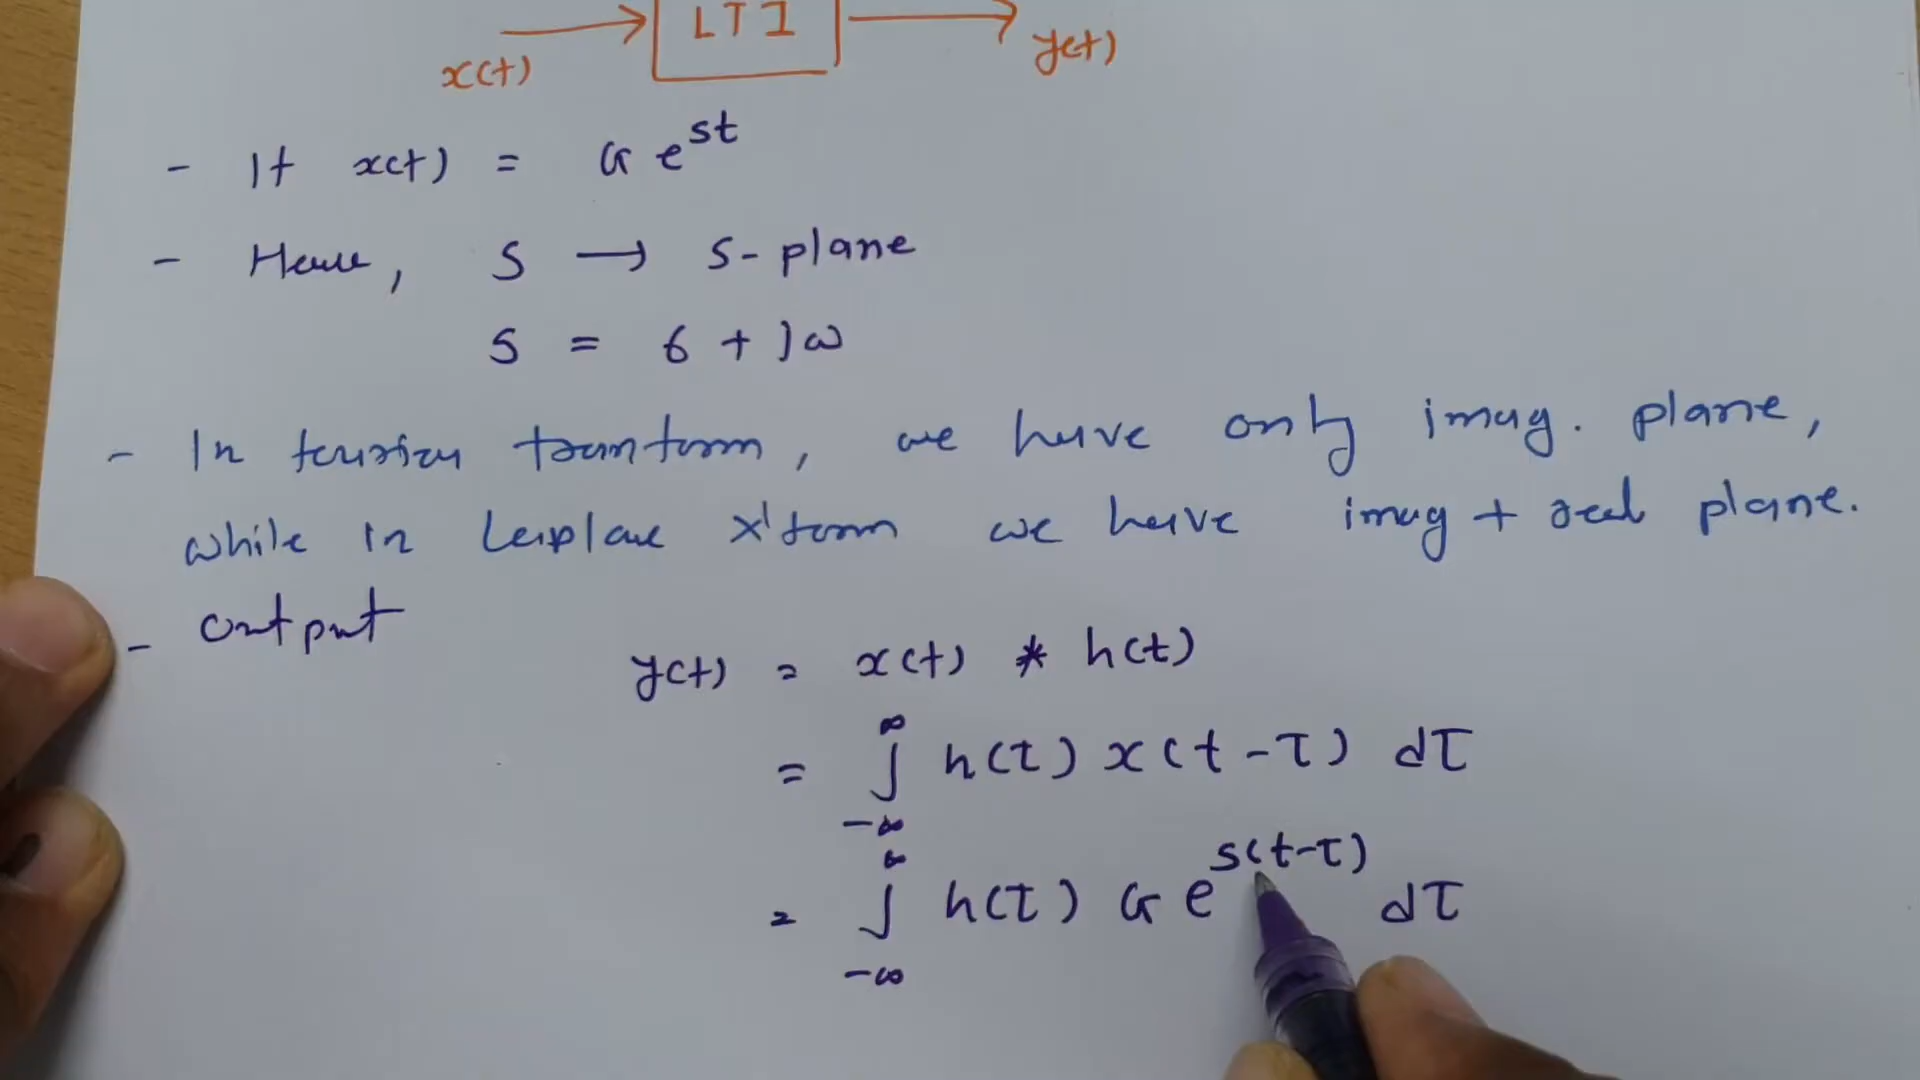 LTI
x(t)
y(t)
- If x(t) = G e^st
- Here, S → S-plane
S = σ + jω
- In fourier transform, we have only imag. plane,
while in Laplace x'form we have imag + real plane.
- output
y(t) = x(t) * h(t)
= ∫_-∞^∞ h(τ) x(t-τ) dτ
= ∫_-∞^∞ h(τ) G e^s(t-τ) dτ